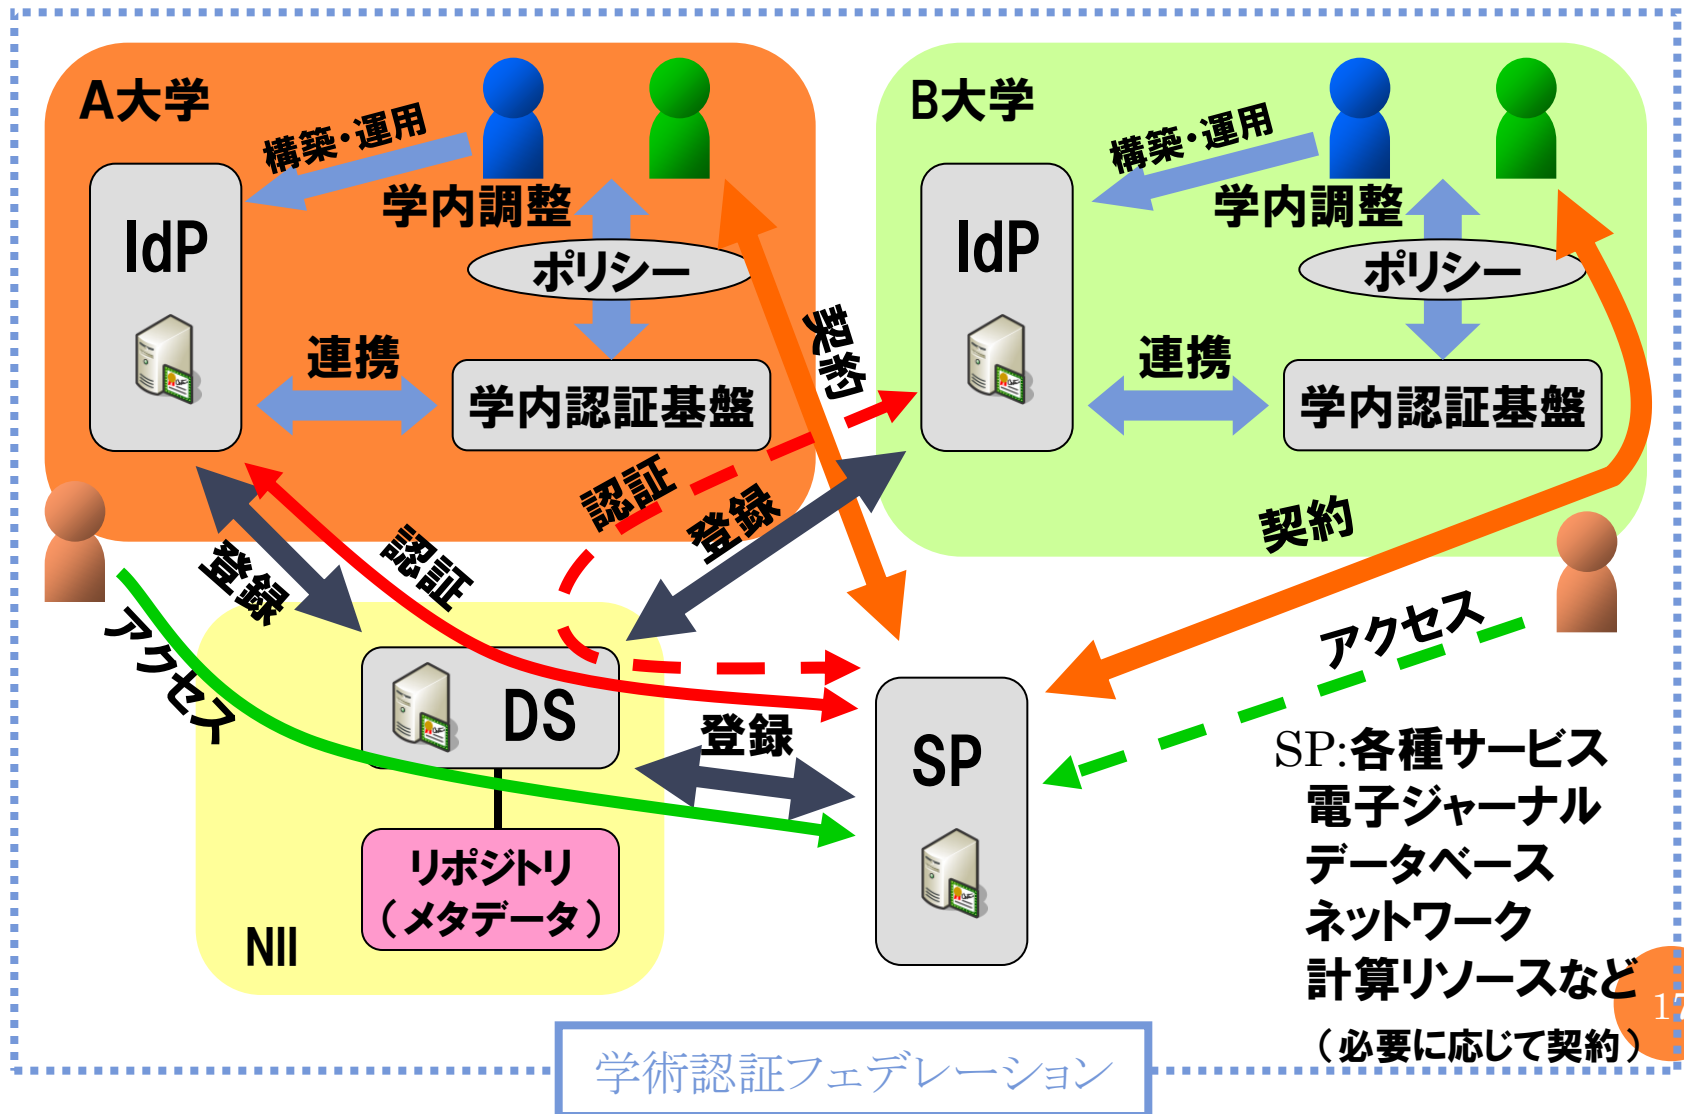 A大学
構築・運用
学内調整
IdP
ポリシー
連携
学内認証基盤
契約
B大学
構築・運用
学内調整
IdP
ポリシー
連携
学内認証基盤
契約
認証
登録
認証
登録
アクセス
アクセス
DS
登録
リポジトリ
（メタデータ）
NII
SP
SP:各種サービス
電子ジャーナル
データベース
ネットワーク
計算リソースなど
（必要に応じて契約）
17
学術認証フェデレーション